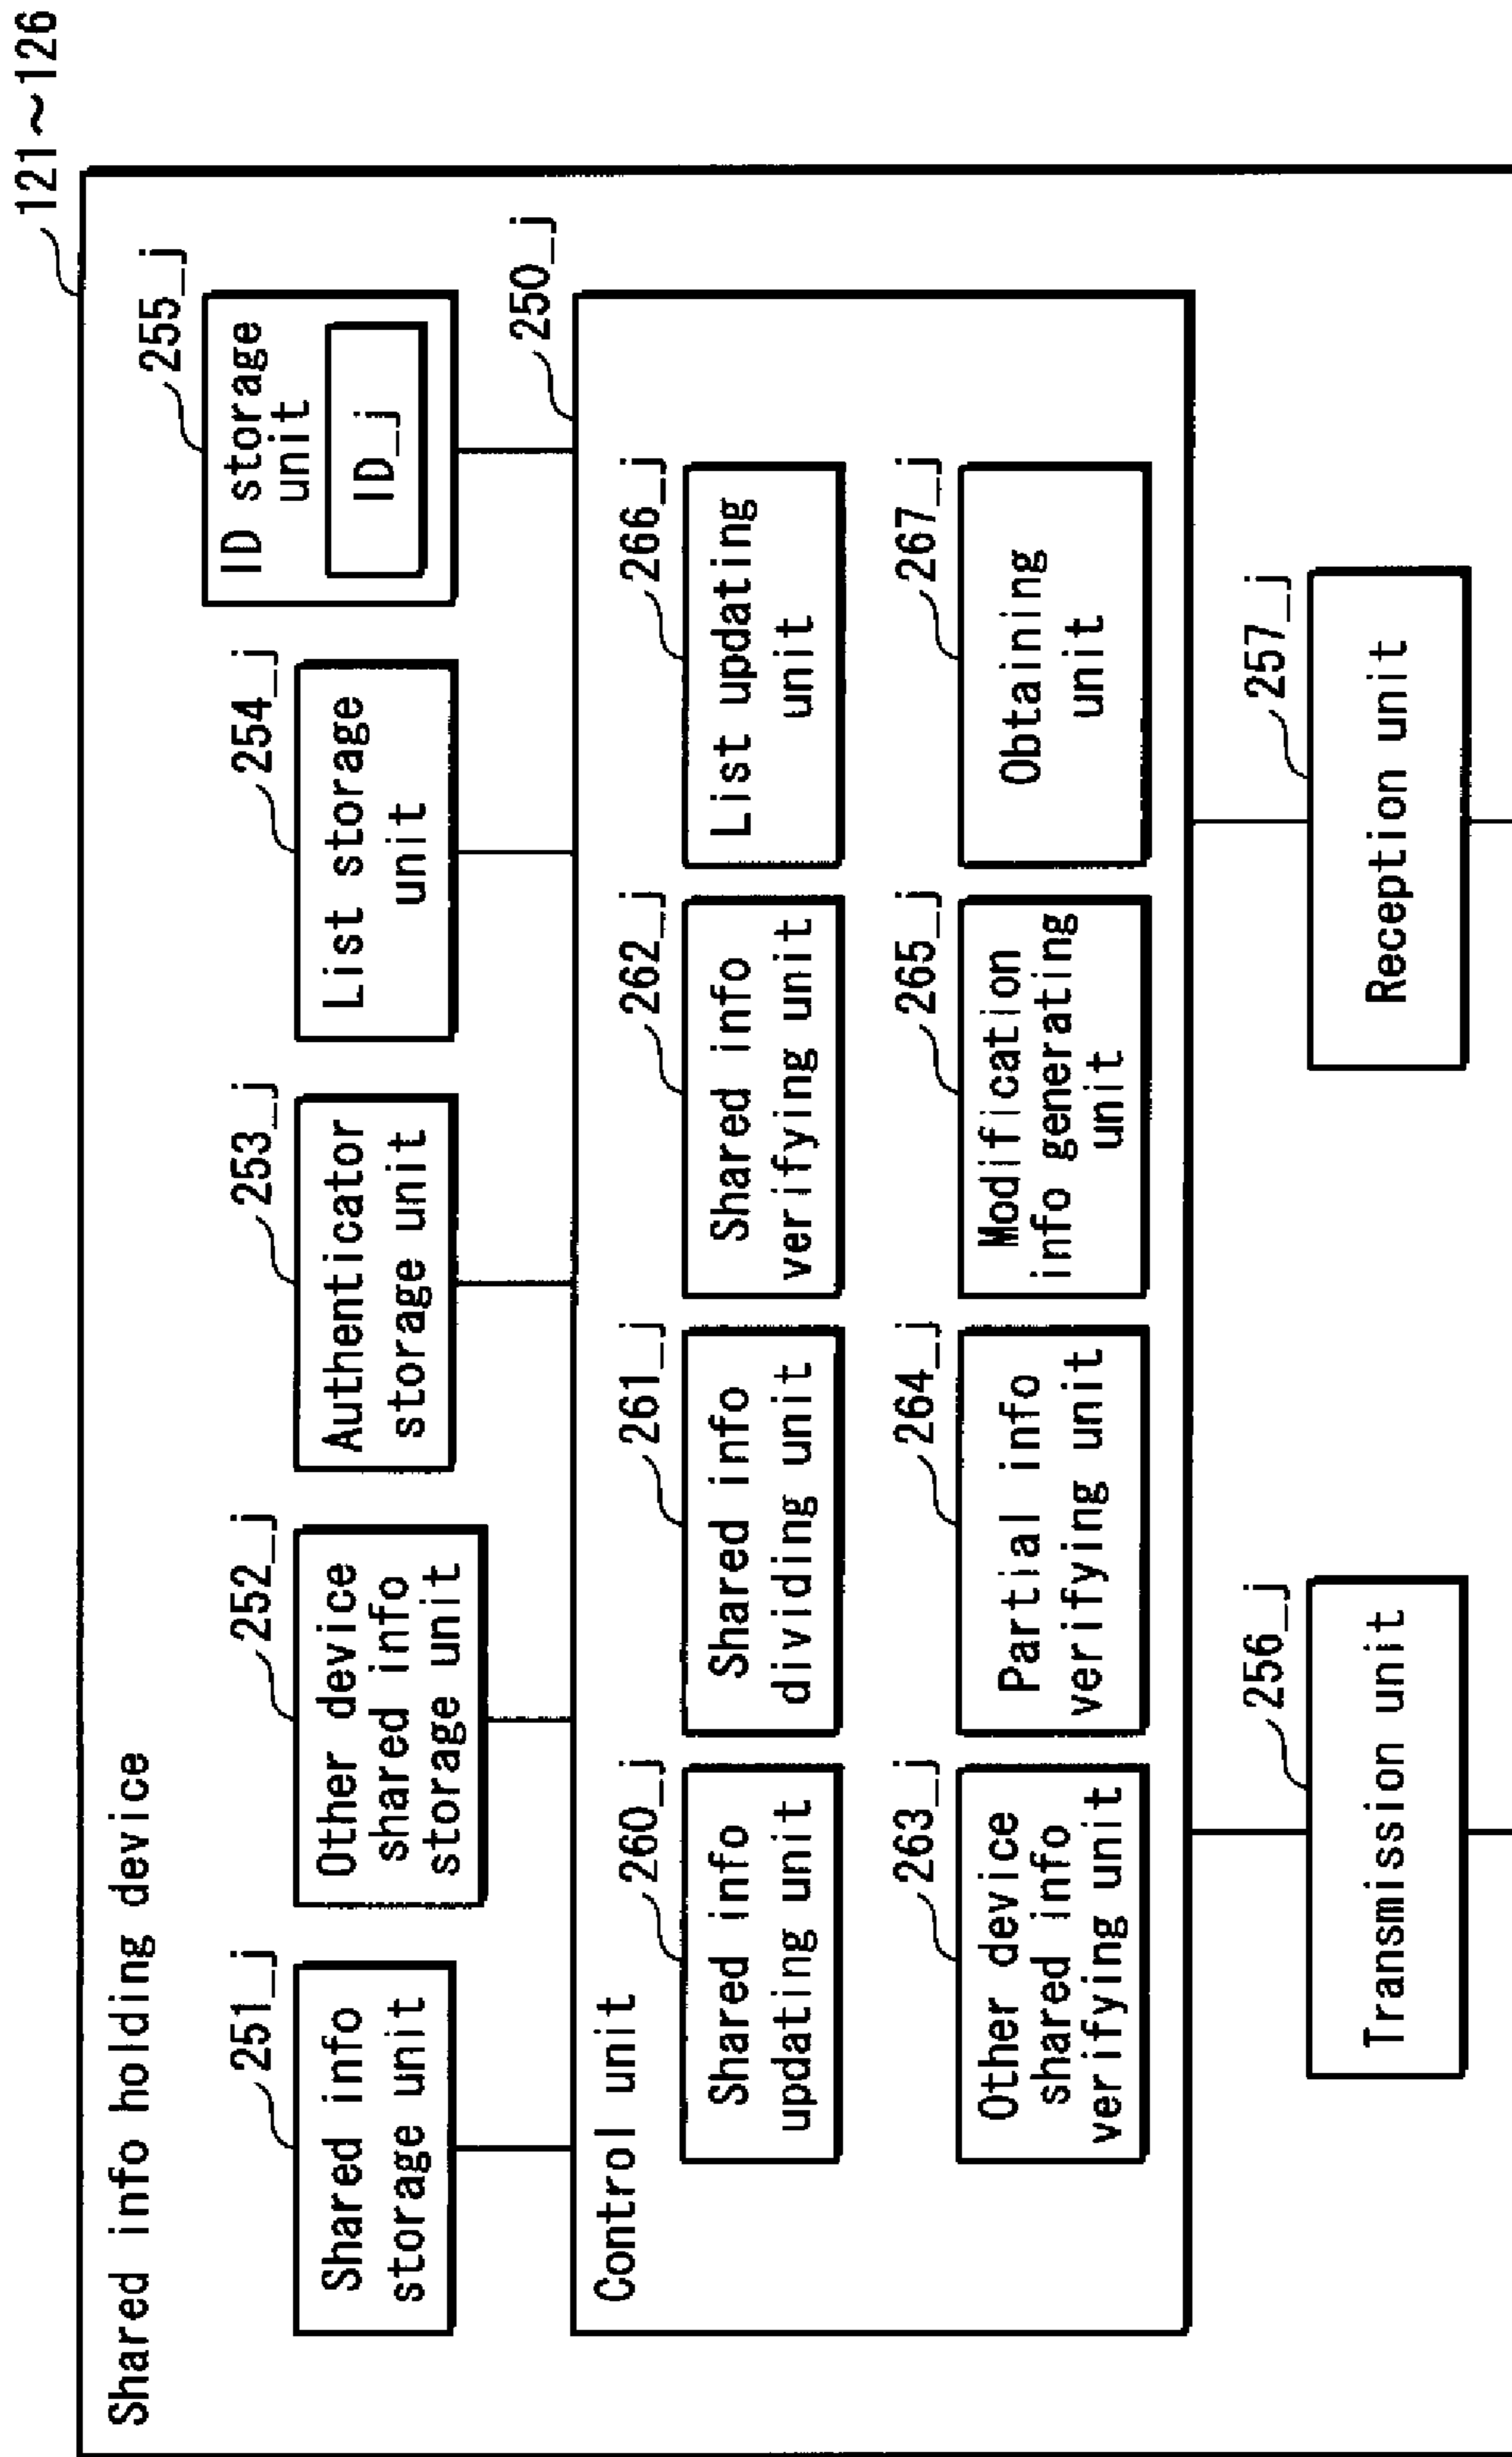 121~126
Shared info holding device
251_j
Shared info
storage unit
252_j
Other device
shared info
storage unit
253_j
Authenticator
storage unit
254_j
List storage
unit
255_j
ID storage
unit
ID_j
250_j
Control unit
260_j
Shared info
updating unit
261_j
Shared info
dividing unit
262_j
Shared info
verifying unit
266_j
List updating
unit
263_j
Other device
shared info
verifying unit
264_j
Partial info
verifying unit
265_j
Modification
info generating
unit
267_j
Obtaining
unit
256_j
Transmission unit
257_j
Reception unit